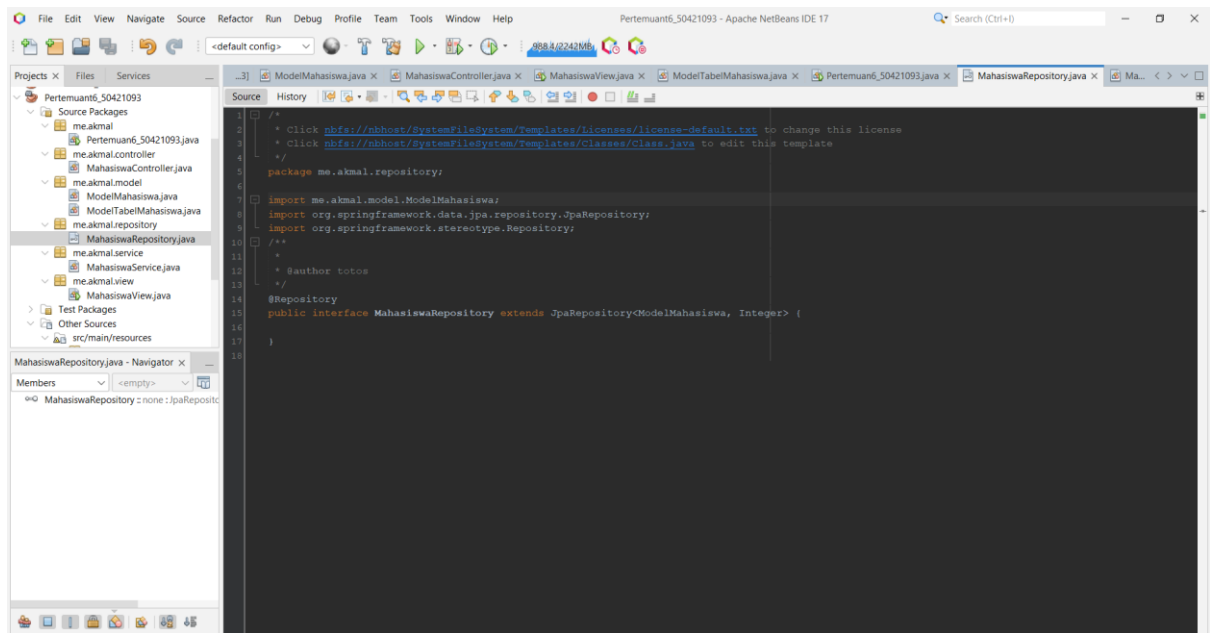 File Edit View Navigate Source Refactor Run Debug Profile Team Tools Window Help Pertemuant6_50421093 - Apache NetBeans IDE 17 Search (Ctrl+I)
<default config> 988.4/2242MB
Projects Files Services
...3] ModelMahasiswa.java MahasiswaController.java MahasiswaView.java ModelTabelMahasiswa.java Pertemuan6_50421093.java MahasiswaRepository.java Ma...
Pertemuant6_50421093
Source Packages
me.akmal
Pertemuan6_50421093.java
me.akmal.controller
MahasiswaController.java
me.akmal.model
ModelMahasiswa.java
ModelTabelMahasiswa.java
me.akmal.repository
MahasiswaRepository.java
me.akmal.service
MahasiswaService.java
me.akmal.view
MahasiswaView.java
Test Packages
Other Sources
src/main/resources
MahasiswaRepository.java - Navigator
Members <empty>
MahasiswaRepository :: none : JpaReposito
Source History
1 /*
2 * Click nbfs://nbhost/SystemFileSystem/Templates/Licenses/license-default.txt to change this license
3 * Click nbfs://nbhost/SystemFileSystem/Templates/Classes/Class.java to edit this template
4 */
5 package me.akmal.repository;
6
7 import me.akmal.model.ModelMahasiswa;
8 import org.springframework.data.jpa.repository.JpaRepository;
9 import org.springframework.stereotype.Repository;
10 /**
11 *
12 * @author totos
13 */
14 @Repository
15 public interface MahasiswaRepository extends JpaRepository<ModelMahasiswa, Integer> {
16
17 }
18